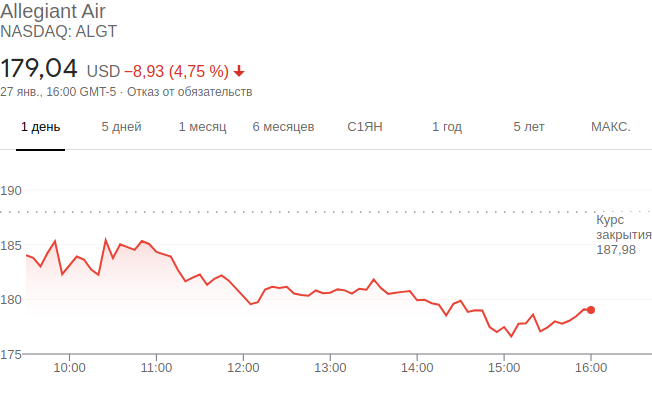 Allegiant Air
NASDAQ: ALGT
179,04 USD −8,93 (4,75 %)
27 янв., 16:00 GMT-5 · Отказ от обязательств
1 день 5 дней 1 месяц 6 месяцев С1ЯН 1 год 5 лет МАКС.
190
Курс
закрытия
187,98
185
180
175
10:00 11:00 12:00 13:00 14:00 15:00 16:00